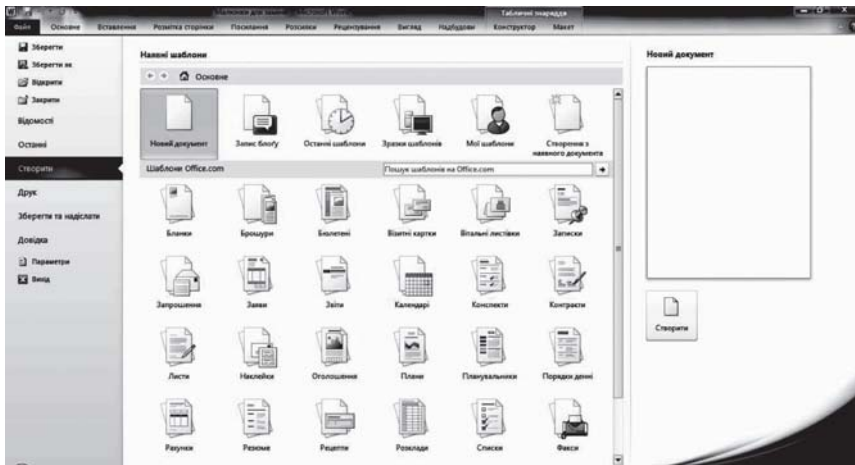 Табличні знаряддя
Файл Основне Вставлення Розмітка сторінки Посилання Розсилки Рецензування Вигляд Надбудови Конструктор Макет
Зберегти
Зберегти як
Відкрити
Закрити
Відомості
Останні
Створити
Друк
Зберегти та надіслати
Довідка
Параметри
Вихід
Наявні шаблони
Основне
Новий документ
Запис блогу
Останні шаблони
Зразки шаблонів
Мої шаблони
Створення з
наявного документа
Шаблони Office.com
Пошук шаблонів на Office.com
Бланки
Брошури
Бюлетені
Візитні картки
Вітальні листівки
Записки
Запрошення
Заяви
Звіти
Календарі
Конспекти
Контракти
Листи
Наклейки
Оголошення
Плани
Планувальники
Порядки денні
Рахунки
Резюме
Рецепти
Розклади
Списки
Факси
Новий документ
Створити